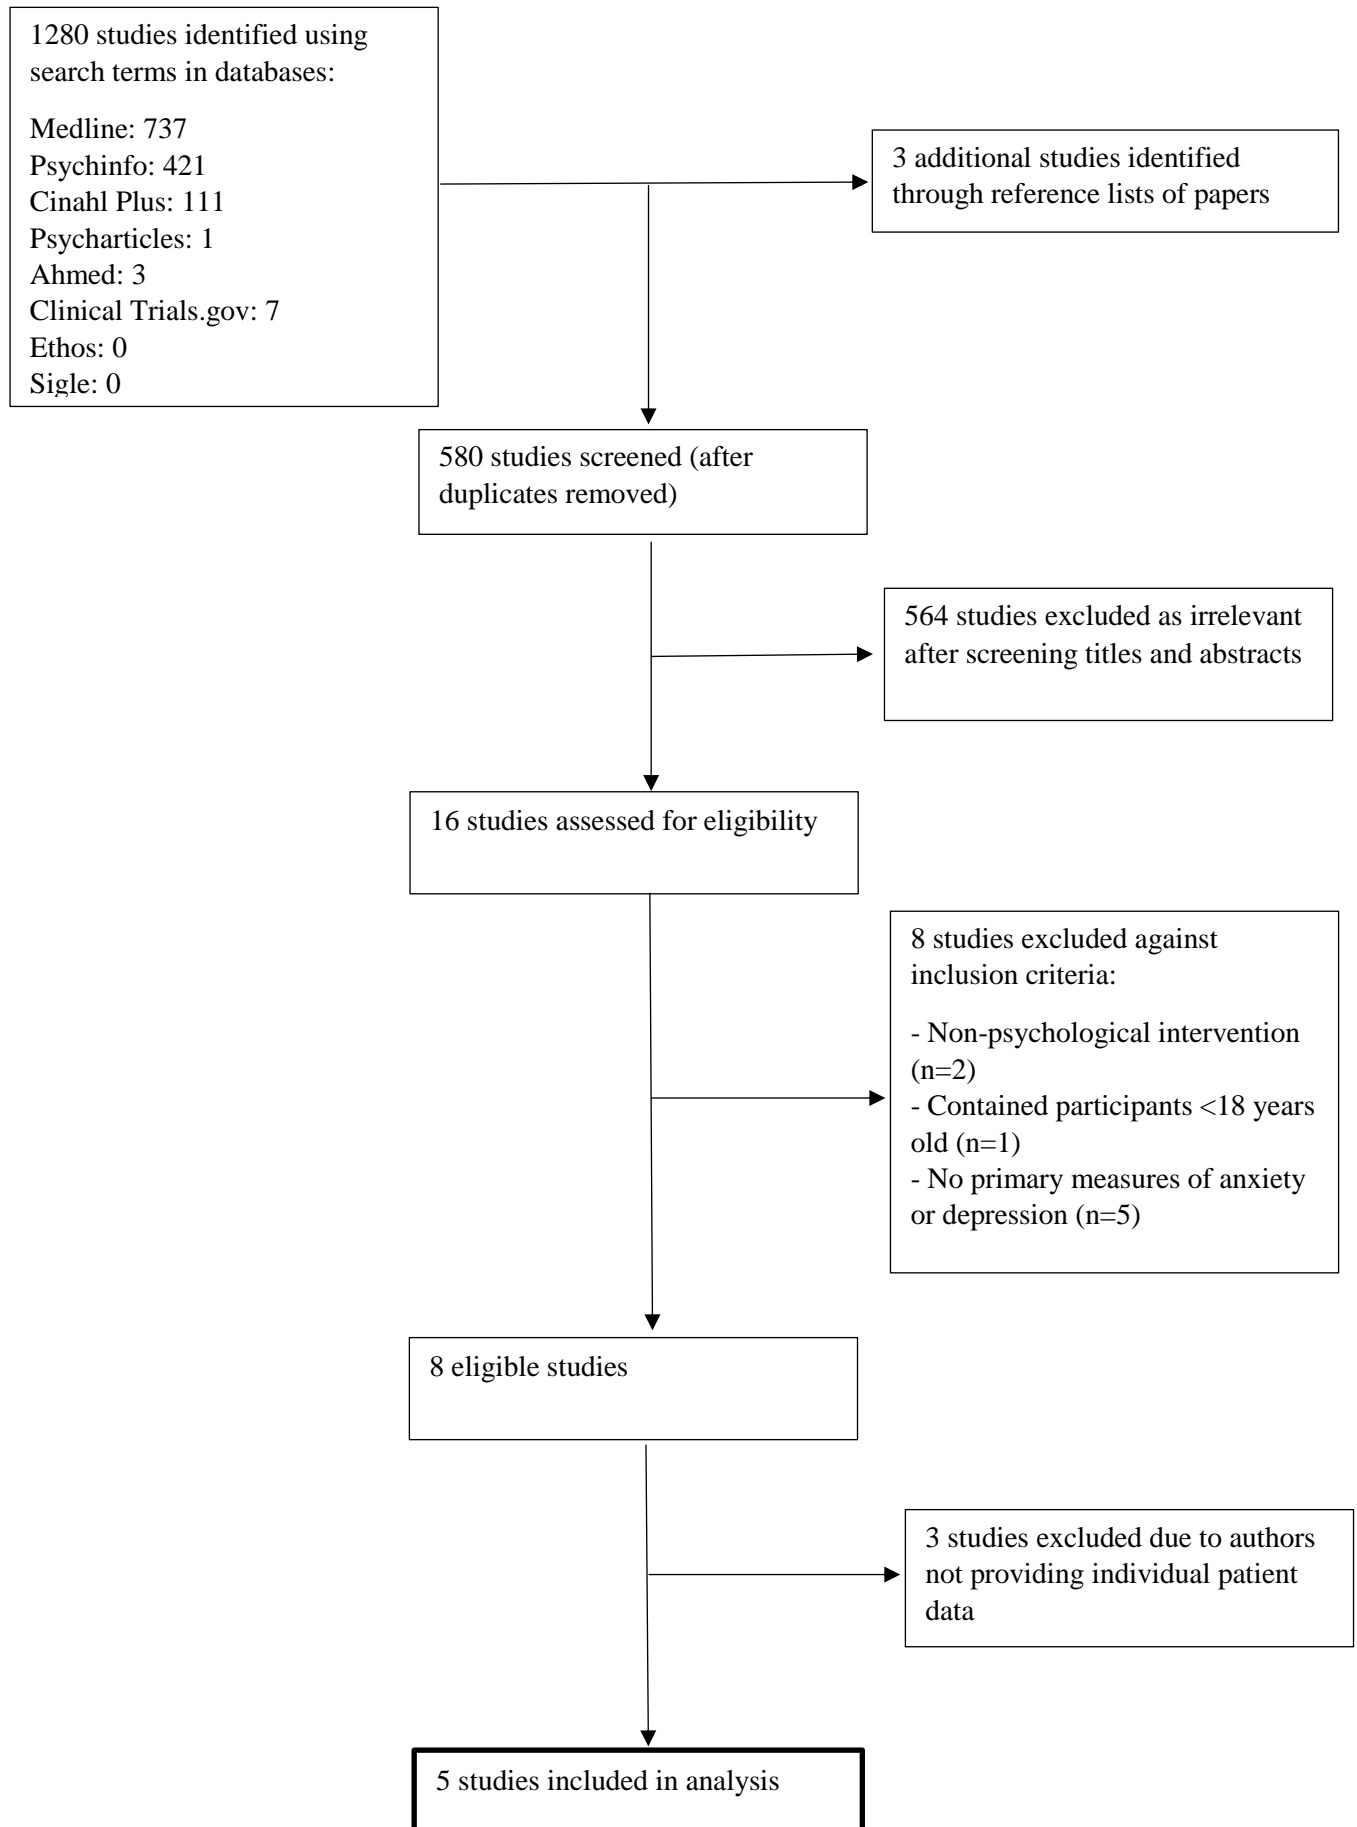 1280 studies identified using
search terms in databases:
Medline: 737
Psychinfo: 421
Cinahl Plus: 111
Psycharticles: 1
Ahmed: 3
Clinical Trials.gov: 7
Ethos: 0
Sigle: 0
3 additional studies identified
through reference lists of papers
580 studies screened (after
duplicates removed)
564 studies excluded as irrelevant
after screening titles and abstracts
16 studies assessed for eligibility
8 studies excluded against
inclusion criteria:
- Non-psychological intervention
(n=2)
- Contained participants <18 years
old (n=1)
- No primary measures of anxiety
or depression (n=5)
8 eligible studies
3 studies excluded due to authors
not providing individual patient
data
5 studies included in analysis